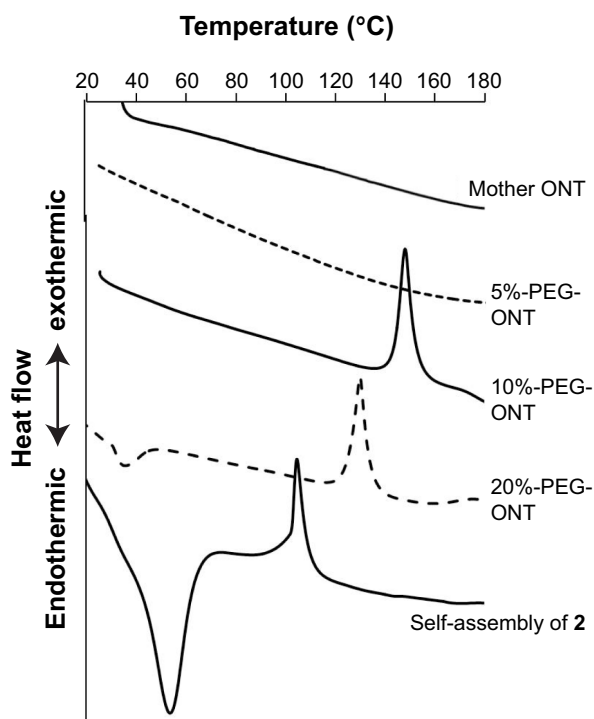 Temperature (°C)
20 40 60 80 100 120 140 160 180
Mother ONT
5%-PEG-
ONT
10%-PEG-
ONT
20%-PEG-
ONT
Self-assembly of 2
Heat flow
exothermic
Endothermic